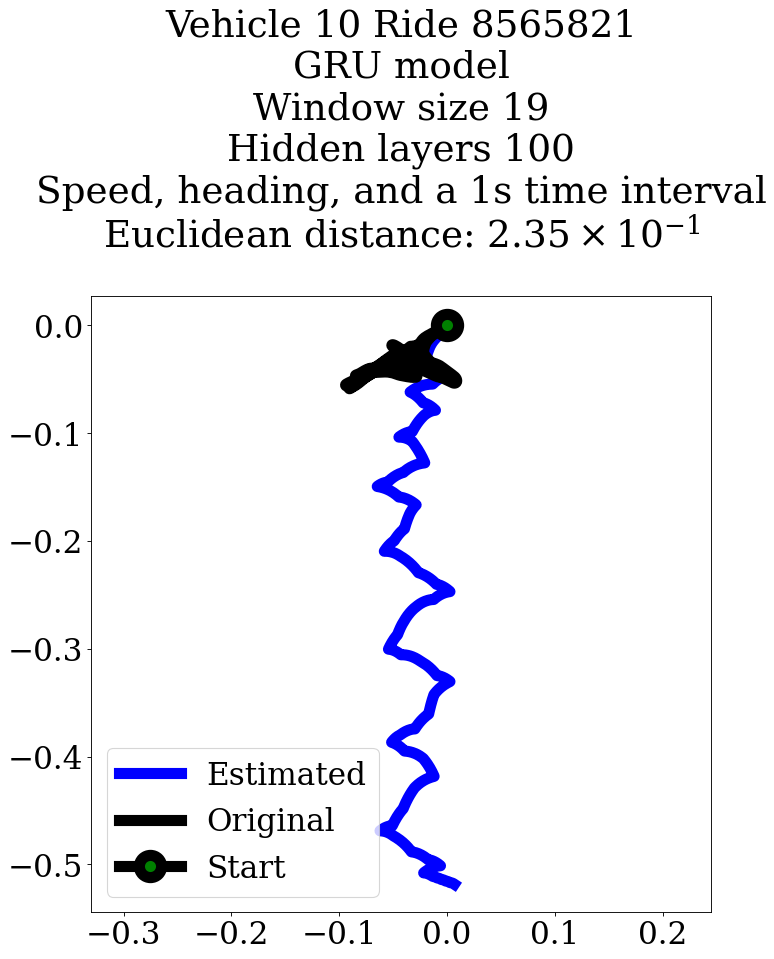 Vehicle 10 Ride 8565821
GRU model
Window size 19
Hidden layers 100
Speed, heading, and a 1s time interval
Euclidean distance: $2.35 \times 10^{-1}$
0.0
−0.1
−0.2
−0.3
−0.4
−0.5
Estimated
Original
Start
−0.3 −0.2 −0.1 0.0 0.1 0.2